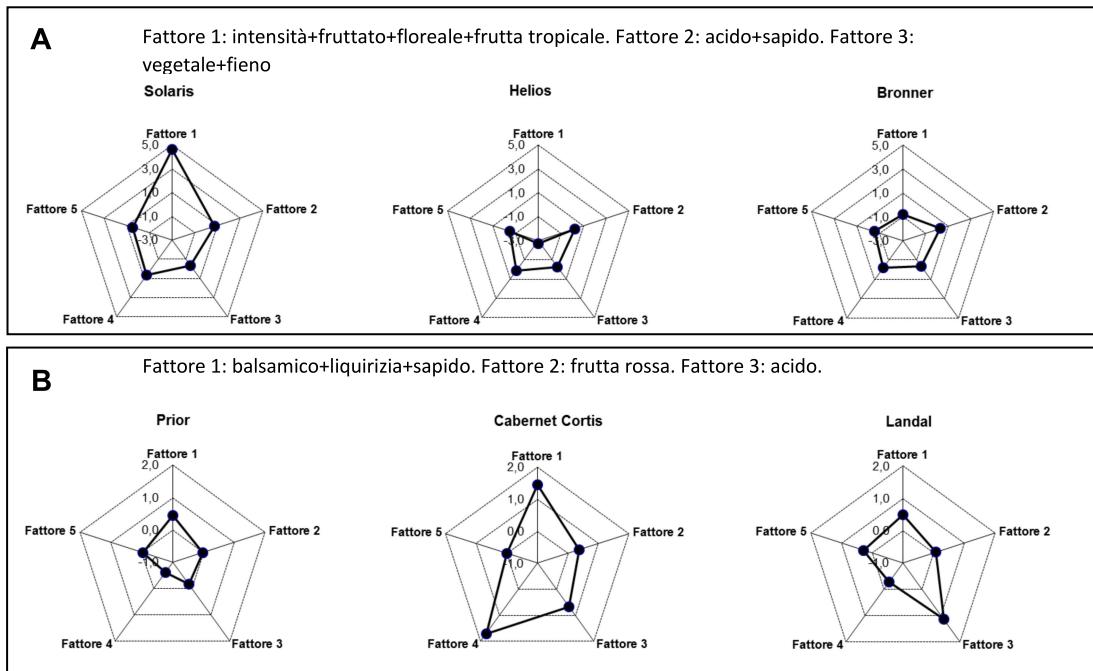 A
Fattore 1: intensità+fruttato+floreale+frutta tropicale. Fattore 2: acido+sapido. Fattore 3:
vegetale+fieno
Solaris
Fattore 1
5,0
3,0
1,0
-1,0
-3,0
Fattore 2
Fattore 3
Fattore 4
Fattore 5
Helios
Fattore 1
5,0
3,0
1,0
-1,0
-3,0
Fattore 2
Fattore 3
Fattore 4
Fattore 5
Bronner
Fattore 1
5,0
3,0
1,0
-1,0
-3,0
Fattore 2
Fattore 3
Fattore 4
Fattore 5
B
Fattore 1: balsamico+liquirizia+sapido. Fattore 2: frutta rossa. Fattore 3: acido.
Prior
Fattore 1
2,0
1,0
0,0
-1,0
Fattore 2
Fattore 3
Fattore 4
Fattore 5
Cabernet Cortis
Fattore 1
2,0
1,0
0,0
-1,0
Fattore 2
Fattore 3
Fattore 4
Fattore 5
Landal
Fattore 1
2,0
1,0
0,0
-1,0
Fattore 2
Fattore 3
Fattore 4
Fattore 5